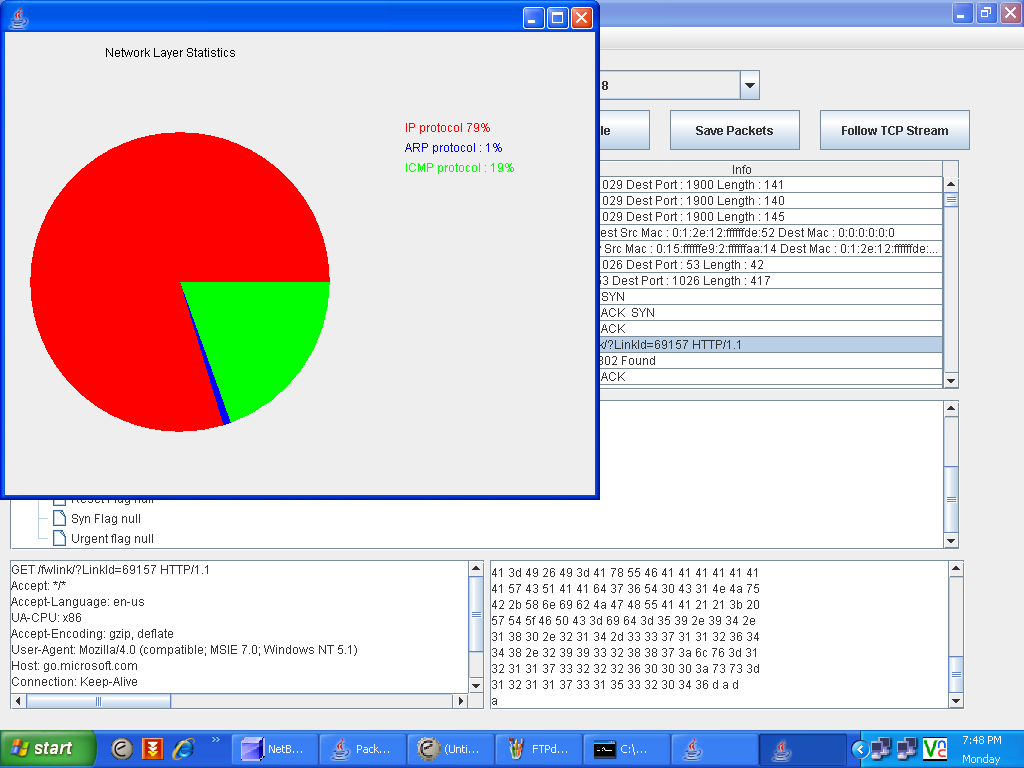 Network Layer Statistics
IP protocol 79%
ARP protocol : 1%
ICMP protocol : 19%
8
le
Save Packets
Follow TCP Stream
Info
029 Dest Port : 1900 Length : 141
029 Dest Port : 1900 Length : 140
029 Dest Port : 1900 Length : 145
est Src Mac : 0:1:2e:12:ffffffde:52 Dest Mac : 0:0:0:0:0:0
Src Mac : 0:15:ffffffe9:2:ffffffaa:14 Dest Mac : 0:1:2e:12:ffffffde:...
026 Dest Port : 53 Length : 42
53 Dest Port : 1026 Length : 417
SYN
ACK SYN
ACK
k/?LinkId=69157 HTTP/1.1
302 Found
ACK
Reset Flag null
Syn Flag null
Urgent flag null
GET /fwlink/?LinkId=69157 HTTP/1.1
Accept: */*
Accept-Language: en-us
UA-CPU: x86
Accept-Encoding: gzip, deflate
User-Agent: Mozilla/4.0 (compatible; MSIE 7.0; Windows NT 5.1)
Host: go.microsoft.com
Connection: Keep-Alive
41 3d 49 26 49 3d 41 78 55 46 41 41 41 41 41 41
41 57 43 51 41 41 64 37 36 54 30 43 31 4e 4a 75
42 2b 58 6e 69 62 4a 47 48 55 41 41 21 21 3b 20
57 54 5f 46 50 43 3d 69 64 3d 35 39 2e 39 34 2e
31 38 30 2e 32 31 34 2d 33 33 37 31 31 32 36 34
34 38 2e 32 39 39 33 32 38 38 37 3a 6c 76 3d 31
32 31 31 37 33 32 32 32 36 30 30 30 3a 73 73 3d
31 32 31 31 37 33 31 35 33 32 30 34 36 d a d
a
start
NetB...
Pack...
(Unti...
FTPd...
C:\...
7:48 PM
Monday